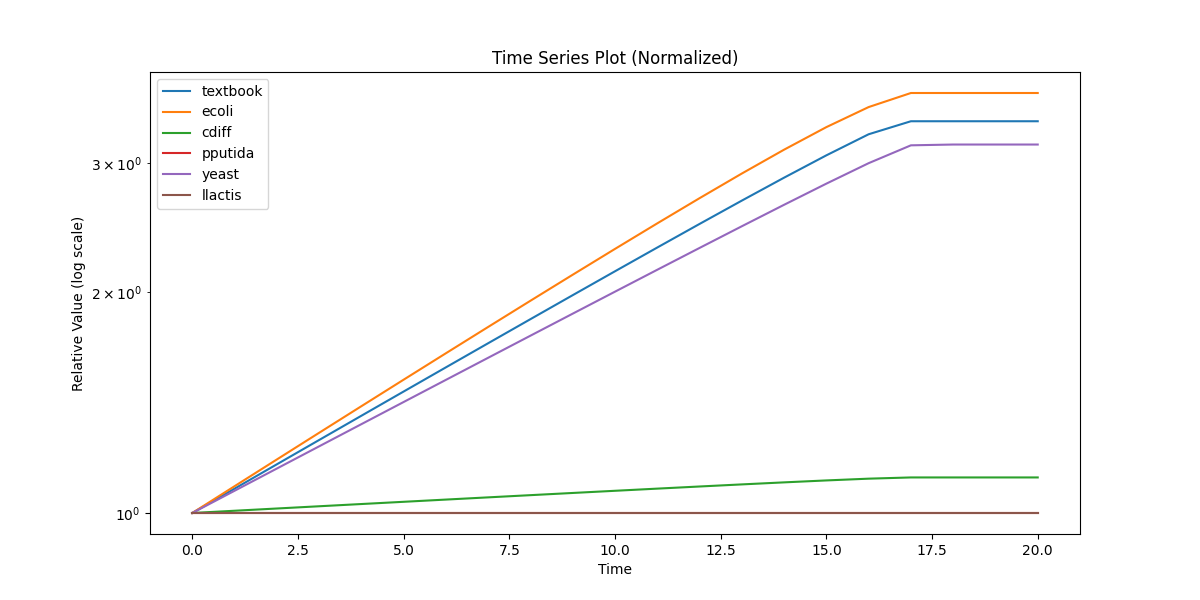 Time Series Plot (Normalized)
textbook
ecoli
cdiff
pputida
yeast
llactis
Relative Value (log scale)
3 × 10⁰
2 × 10⁰
10⁰
0.0 2.5 5.0 7.5 10.0 12.5 15.0 17.5 20.0
Time